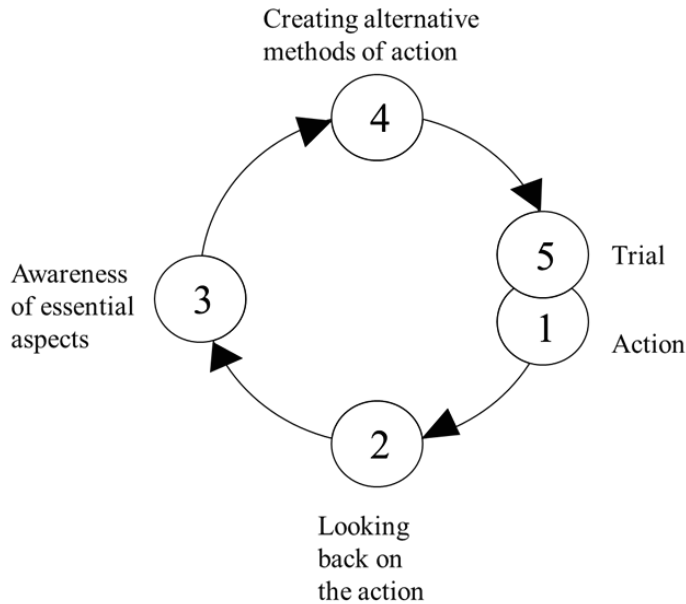 Creating alternative
methods of action
4
5
Trial
Awareness
of essential
aspects
3
1
Action
2
Looking
back on
the action